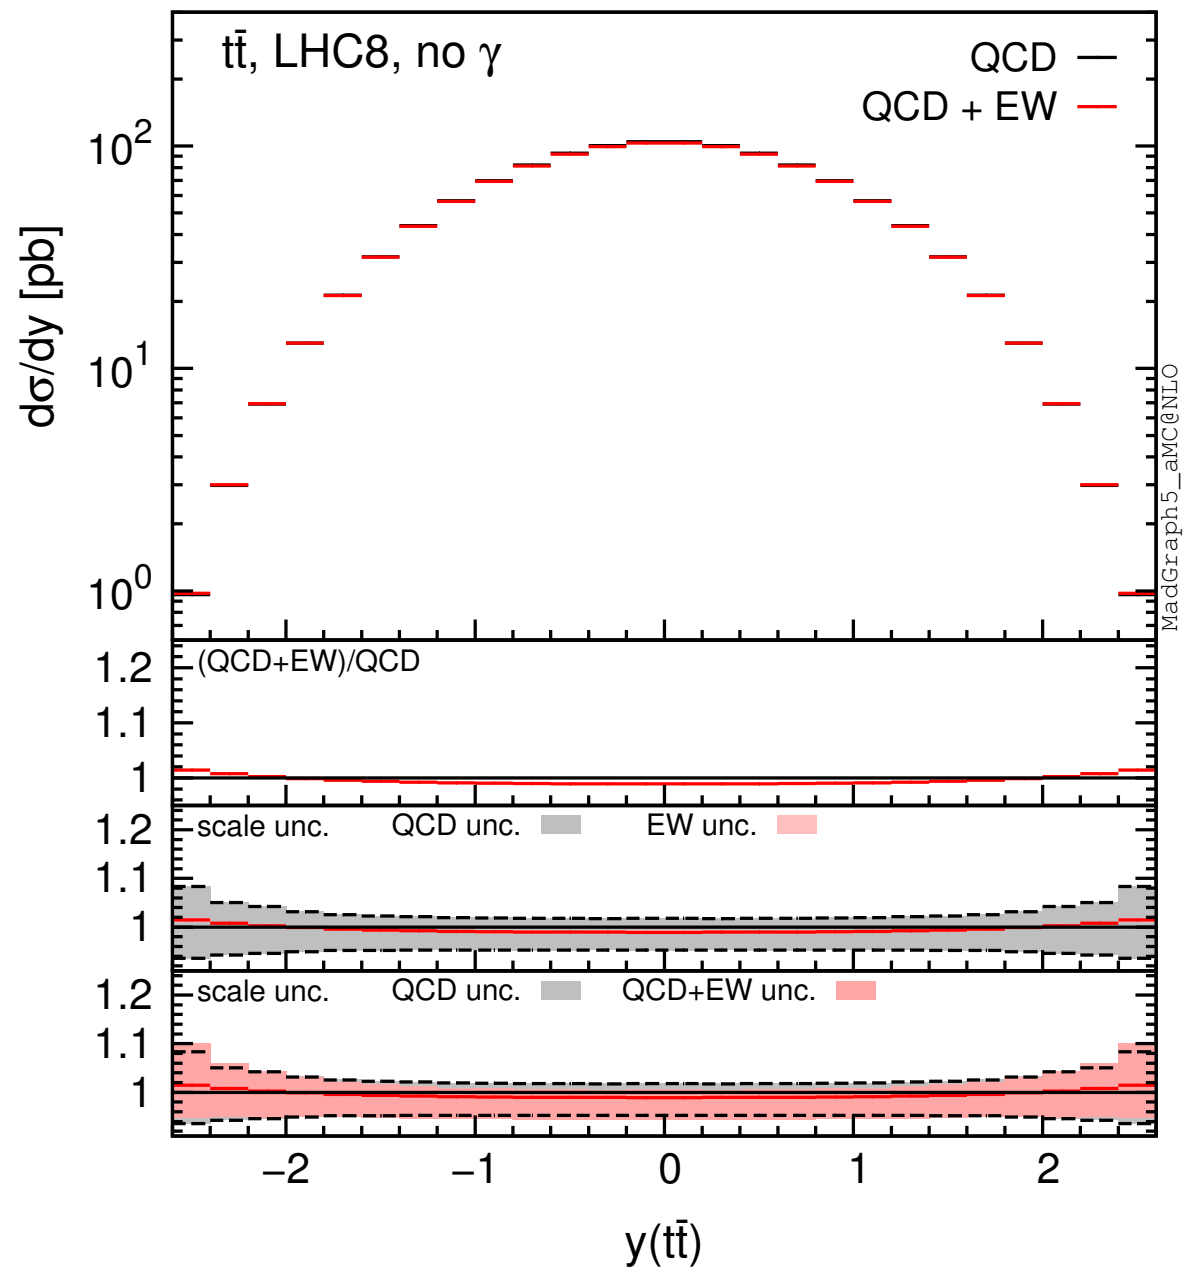 tt̄, LHC8, no γ
QCD
QCD + EW
dσ/dy [pb]
10²
10¹
10⁰
MadGraph5_aMC@NLO
(QCD+EW)/QCD
1.2
1.1
1
scale unc. QCD unc. EW unc.
1.2
1.1
1
scale unc. QCD unc. QCD+EW unc.
1.2
1.1
1
−2 −1 0 1 2
y(tt̄)